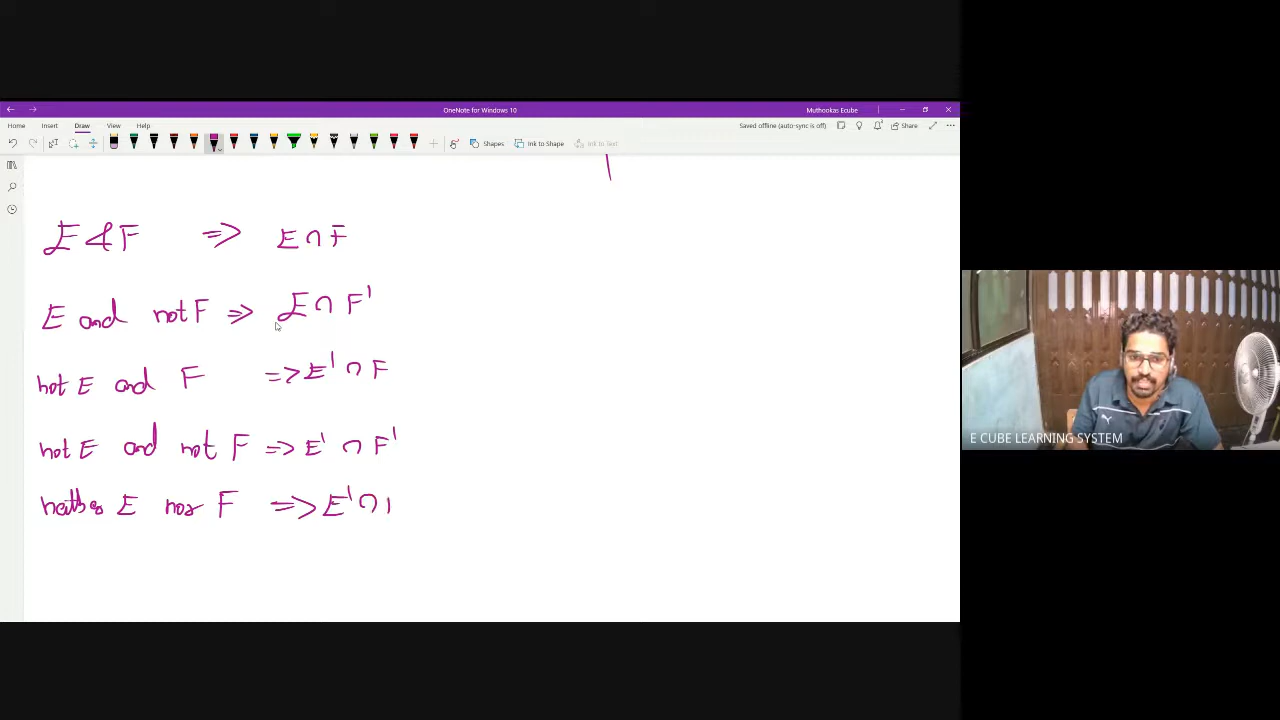 OneNote for Windows 10
Muthookas Ecube
Home Insert Draw View Help
Saved offline (auto-sync is off)
Share
Shapes
Ink to Shape
Ink to Text
E & F => E ∩ F
E and not F => E ∩ F'
not E and F => E' ∩ F
not E and not F => E' ∩ F'
E nor F => E' ∩
E CUBE LEARNING SYSTEM